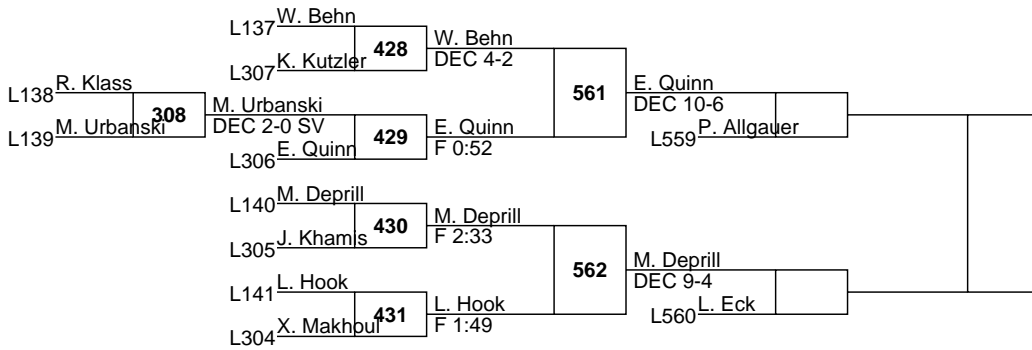 L137 W. Behn
428
W. Behn
DEC 4-2
L307 K. Kutzler
561
L138 R. Klass
308
M. Urbanski
DEC 2-0 SV
L139 M. Urbanski
429
E. Quinn
F 0:52
L306 E. Quinn
E. Quinn
DEC 10-6
L559 P. Allgauer
L140 M. Deprill
430
M. Deprill
F 2:33
L305 J. Khamis
562
L141 L. Hook
431
L. Hook
F 1:49
L304 X. Makhoul
M. Deprill
DEC 9-4
L560 L. Eck